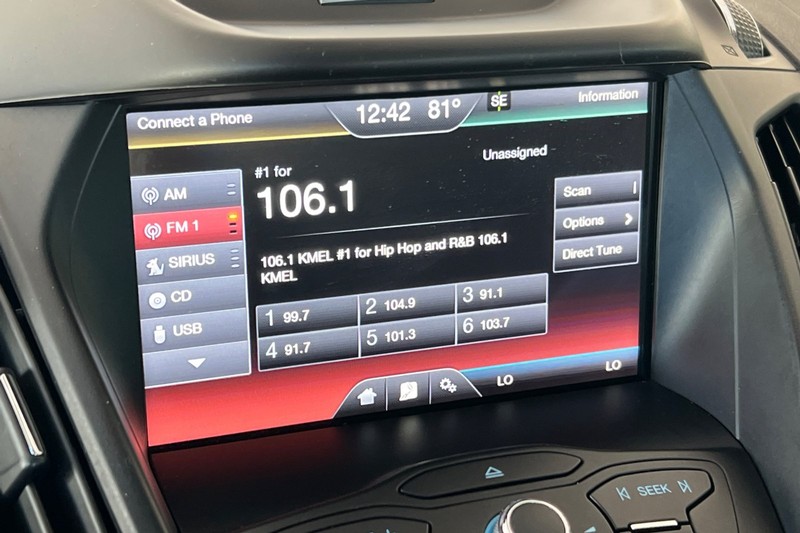 Connect a Phone
12:42 81°
SE
Information
Unassigned
#1 for
106.1
AM
FM 1
SIRIUS
CD
USB
Scan
Options
Direct Tune
106.1 KMEL #1 for Hip Hop and R&B 106.1
KMEL
1 99.7
2 104.9
3 91.1
4 91.7
5 101.3
6 103.7
LO
LO
SEEK